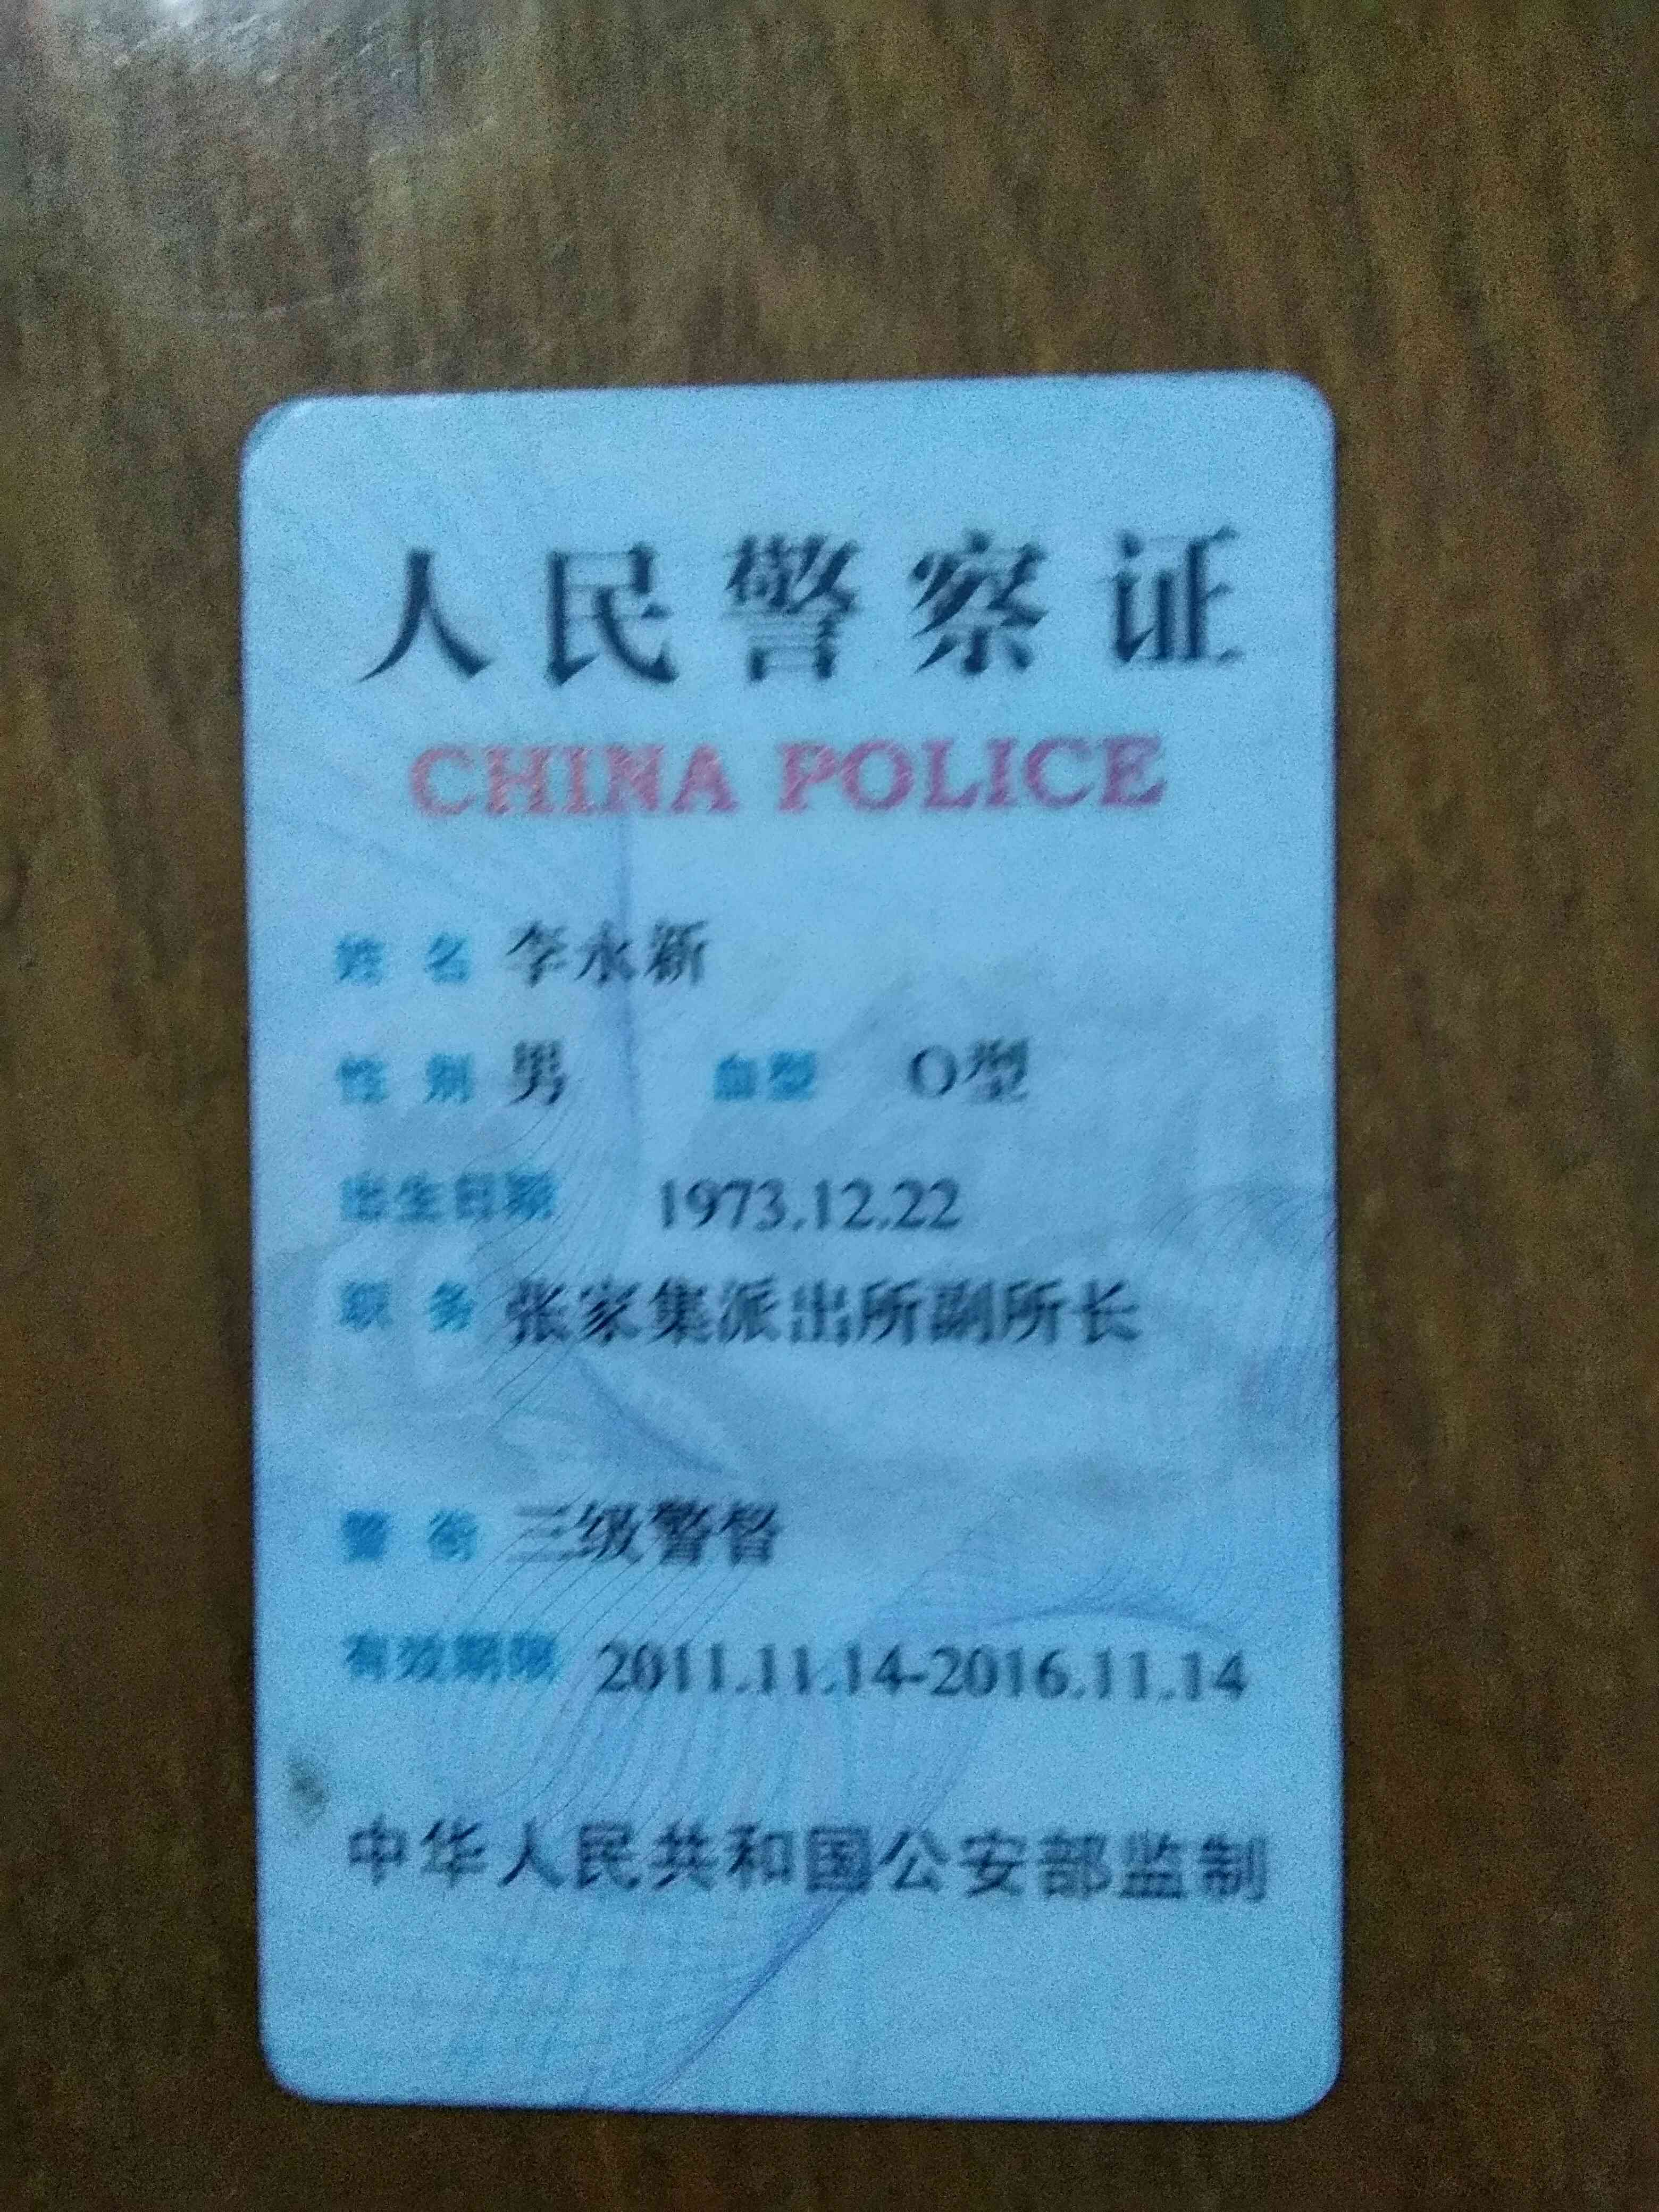 人民警察证
CHINA POLICE
姓名 李永新
性别 男 血型 O型
出生日期 1973.12.22
职务 张家集派出所副所长
警衔 三级警督
有效期限 2011.11.14-2016.11.14
中华人民共和国公安部监制